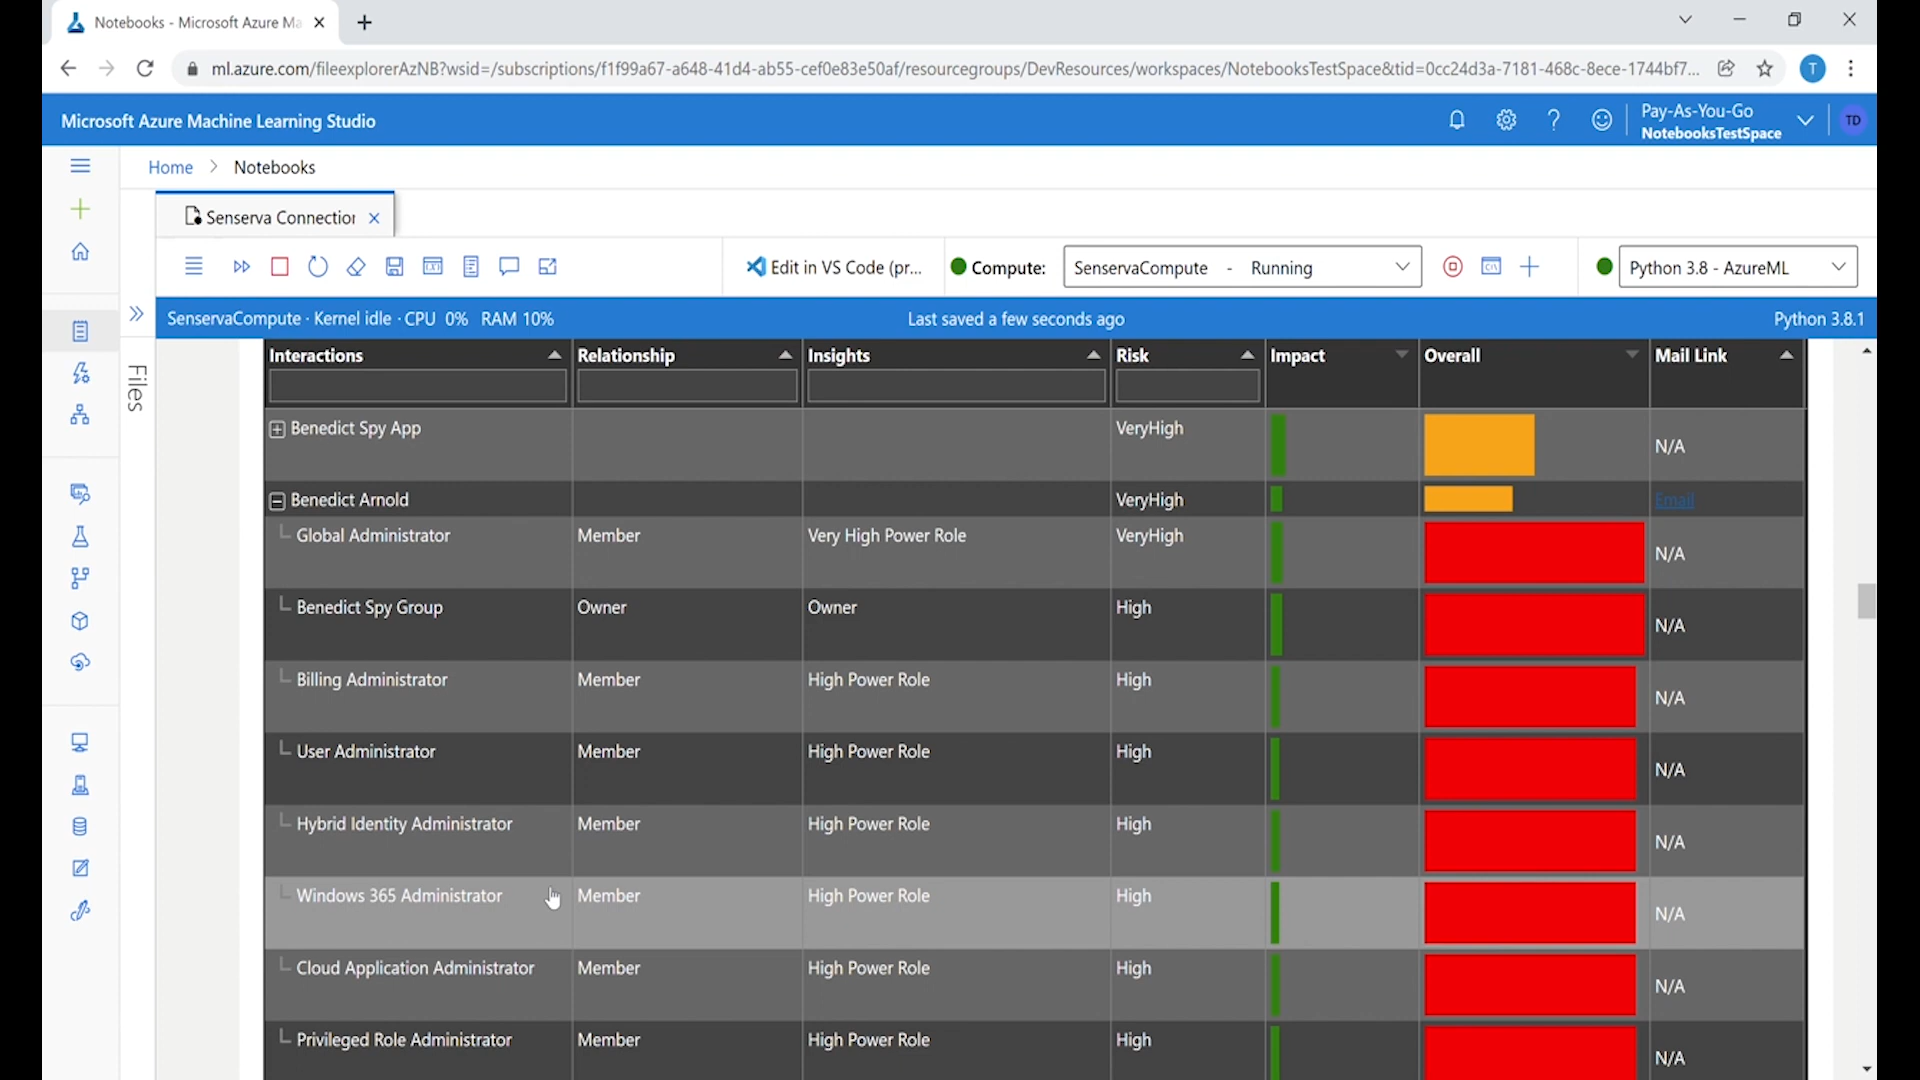 Notebooks - Microsoft Azure Ma
ml.azure.com/fileexplorerAzNB?wsid=/subscriptions/f1f99a67-a648-41d4-ab55-cef0e83e50af/resourcegroups/DevResources/workspaces/NotebooksTestSpace&tid=0cc24d3a-7181-468c-8ece-1744bf7...
T
Microsoft Azure Machine Learning Studio
Pay-As-You-Go
NotebooksTestSpace
TD
Home > Notebooks
Senserva Connection
Edit in VS Code (pr...
Compute:
SenservaCompute - Running
Python 3.8 - AzureML
SenservaCompute · Kernel idle · CPU 0% RAM 10%
Last saved a few seconds ago
Python 3.8.1
Files
Interactions Relationship Insights Risk Impact Overall Mail Link
Benedict Spy App VeryHigh N/A
Benedict Arnold VeryHigh Email
Global Administrator Member Very High Power Role VeryHigh N/A
Benedict Spy Group Owner Owner High N/A
Billing Administrator Member High Power Role High N/A
User Administrator Member High Power Role High N/A
Hybrid Identity Administrator Member High Power Role High N/A
Windows 365 Administrator Member High Power Role High N/A
Cloud Application Administrator Member High Power Role High N/A
Privileged Role Administrator Member High Power Role High N/A